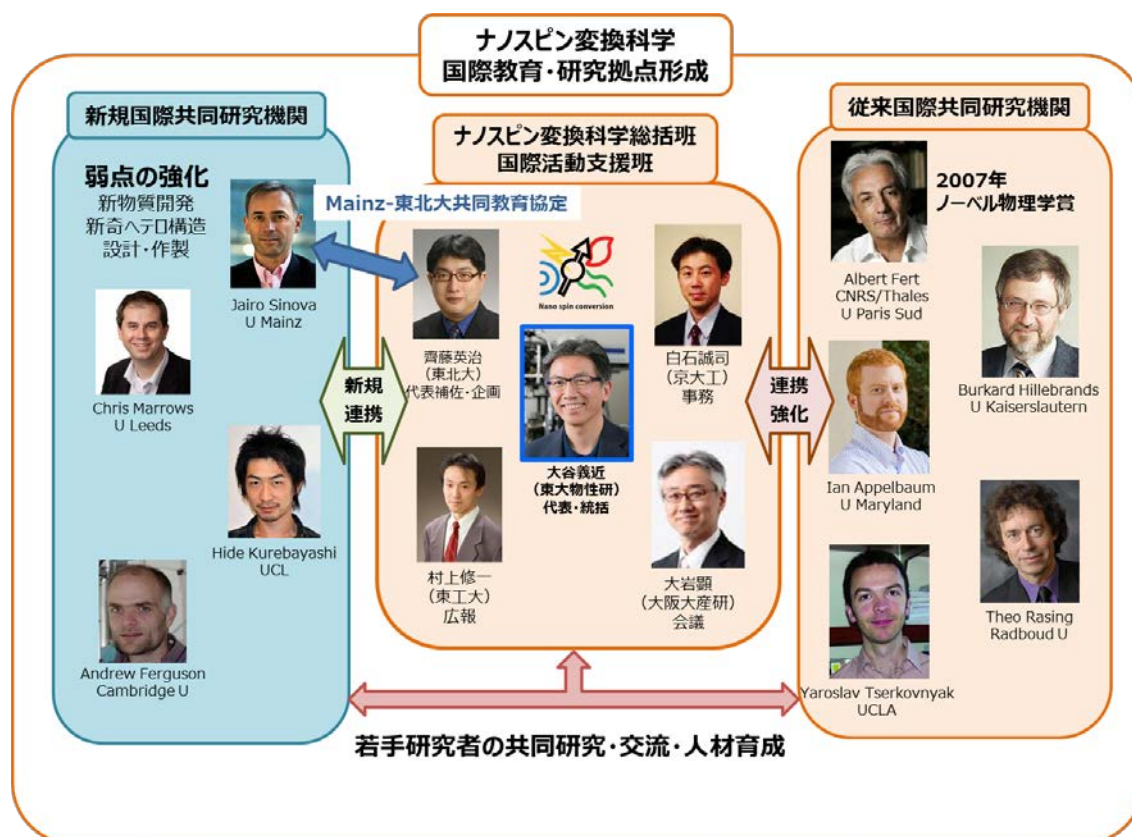 ナノスピン変換科学
国際教育・研究拠点形成
新規国際共同研究機関
弱点の強化
新物質開発
新奇ヘテロ構造
設計・作製
Jairo Sinova
U Mainz
Chris Marrows
U Leeds
Hide Kurebayashi
UCL
Andrew Ferguson
Cambridge U
Mainz-東北大共同教育協定
新規
連携
ナノスピン変換科学総括班
国際活動支援班
Nano spin conversion
齊藤英治
(東北大)
代表補佐・企画
白石誠司
(京大工)
事務
大谷義近
(東大物性研)
代表・統括
村上修一
(東工大)
広報
大岩顕
(大阪大産研)
会議
連携
強化
従来国際共同研究機関
2007年
ノーベル物理学賞
Albert Fert
CNRS/Thales
U Paris Sud
Burkard Hillebrands
U Kaiserslautern
Ian Appelbaum
U Maryland
Theo Rasing
Radboud U
Yaroslav Tserkovnyak
UCLA
若手研究者の共同研究・交流・人材育成